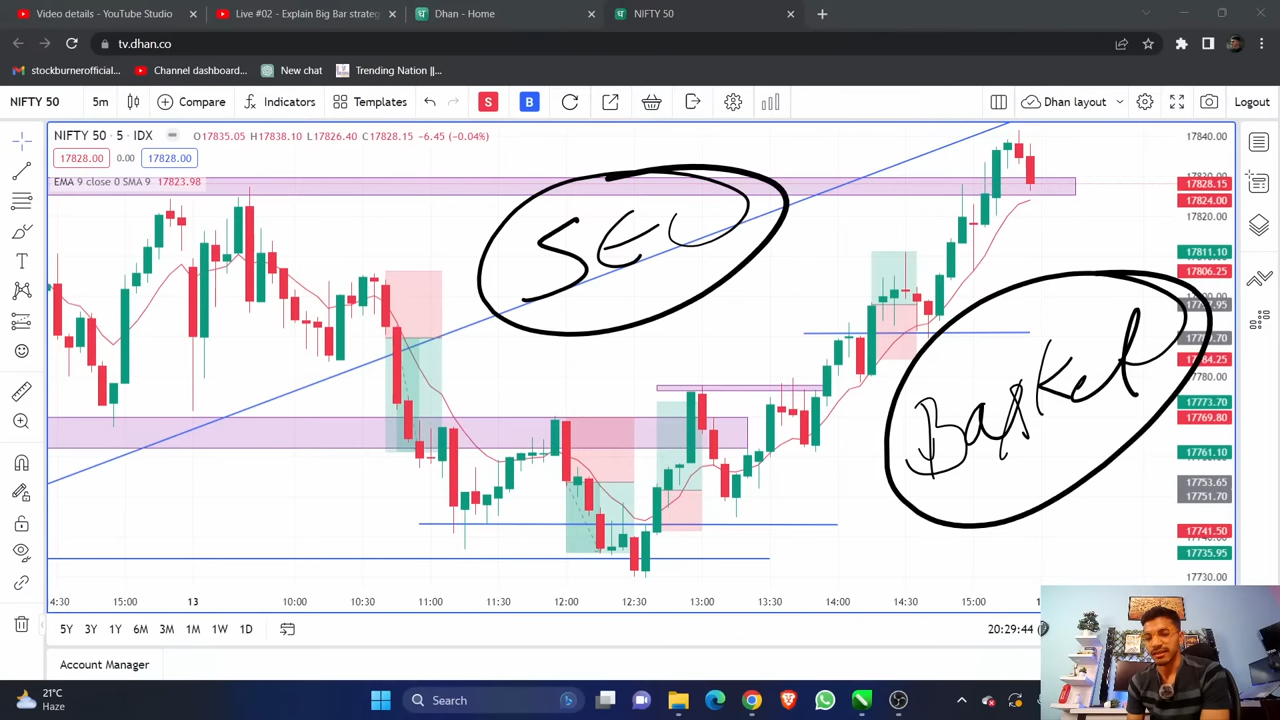 Video details - YouTube Studio
Live #02 - Explain Big Bar strateg
Dhan - Home
NIFTY 50
tv.dhan.co
stockburnerofficial...
Channel dashboard...
New chat
Trending Nation ||...
NIFTY 50
5m
Compare
Indicators
Templates
S
B
Dhan layout
Logout
NIFTY 50 · 5 · IDX
O17835.05 H17838.10 L17826.40 C17828.15 -6.45 (-0.04%)
17828.00 0.00 17828.00
EMA 9 close 0 SMA 9 17823.98
Basket
17840.00
17828.15
17824.00
17820.00
17811.10
17806.25
17789.70
17784.25
17780.00
17773.70
17769.80
17761.10
17753.65
17751.70
17741.50
17735.95
17730.00
4:30 15:00 13 10:00 10:30 11:00 11:30 12:00 12:30 13:00 13:30 14:00 14:30 15:00
5Y 3Y 1Y 6M 3M 1M 1W 1D
20:29:44
Account Manager
21°C
Haze
Search